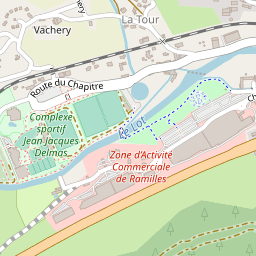 La Tour
Vachery
Route du Chapitre
Complexe
sportif
Jean Jacques
Delmas
Le Lot
Zone d'Activité
Commerciale
de Ramilles